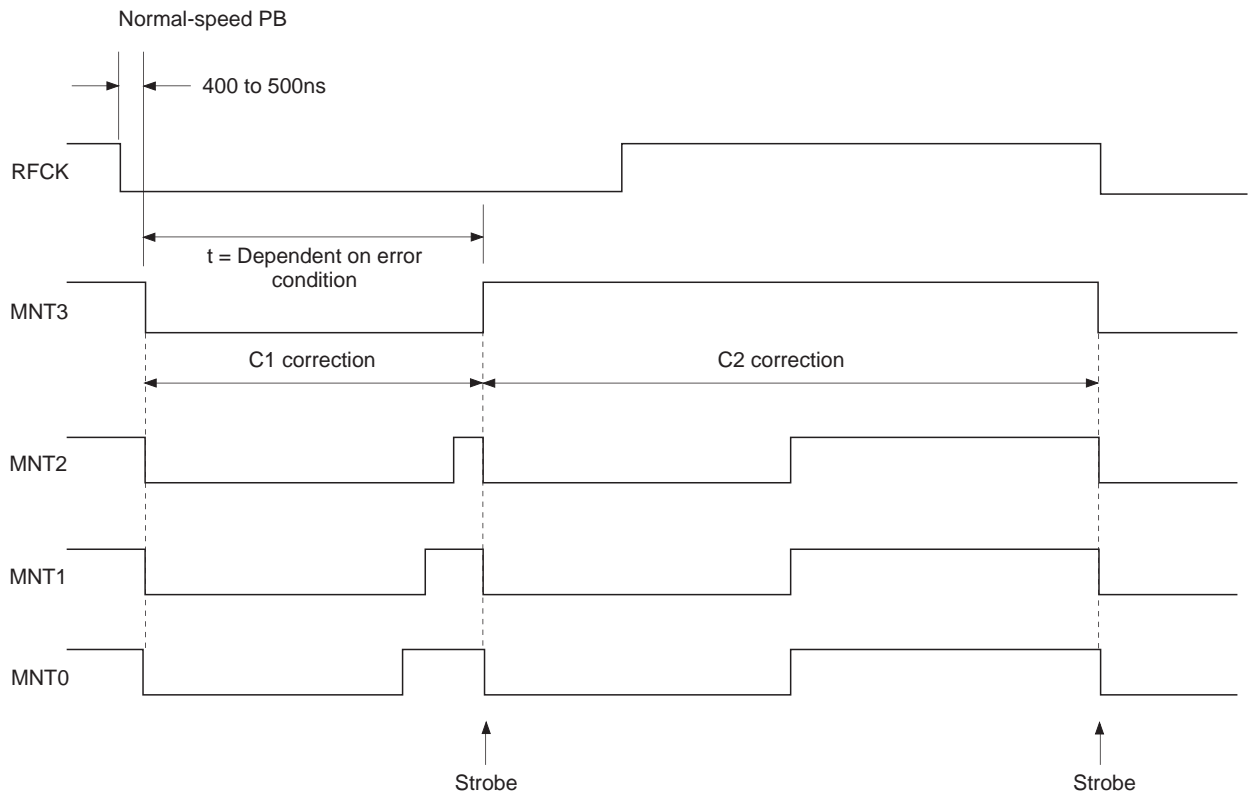 Normal-speed PB
400 to 500ns
RFCK
t = Dependent on error
condition
MNT3
C1 correction
C2 correction
MNT2
MNT1
MNT0
Strobe
Strobe